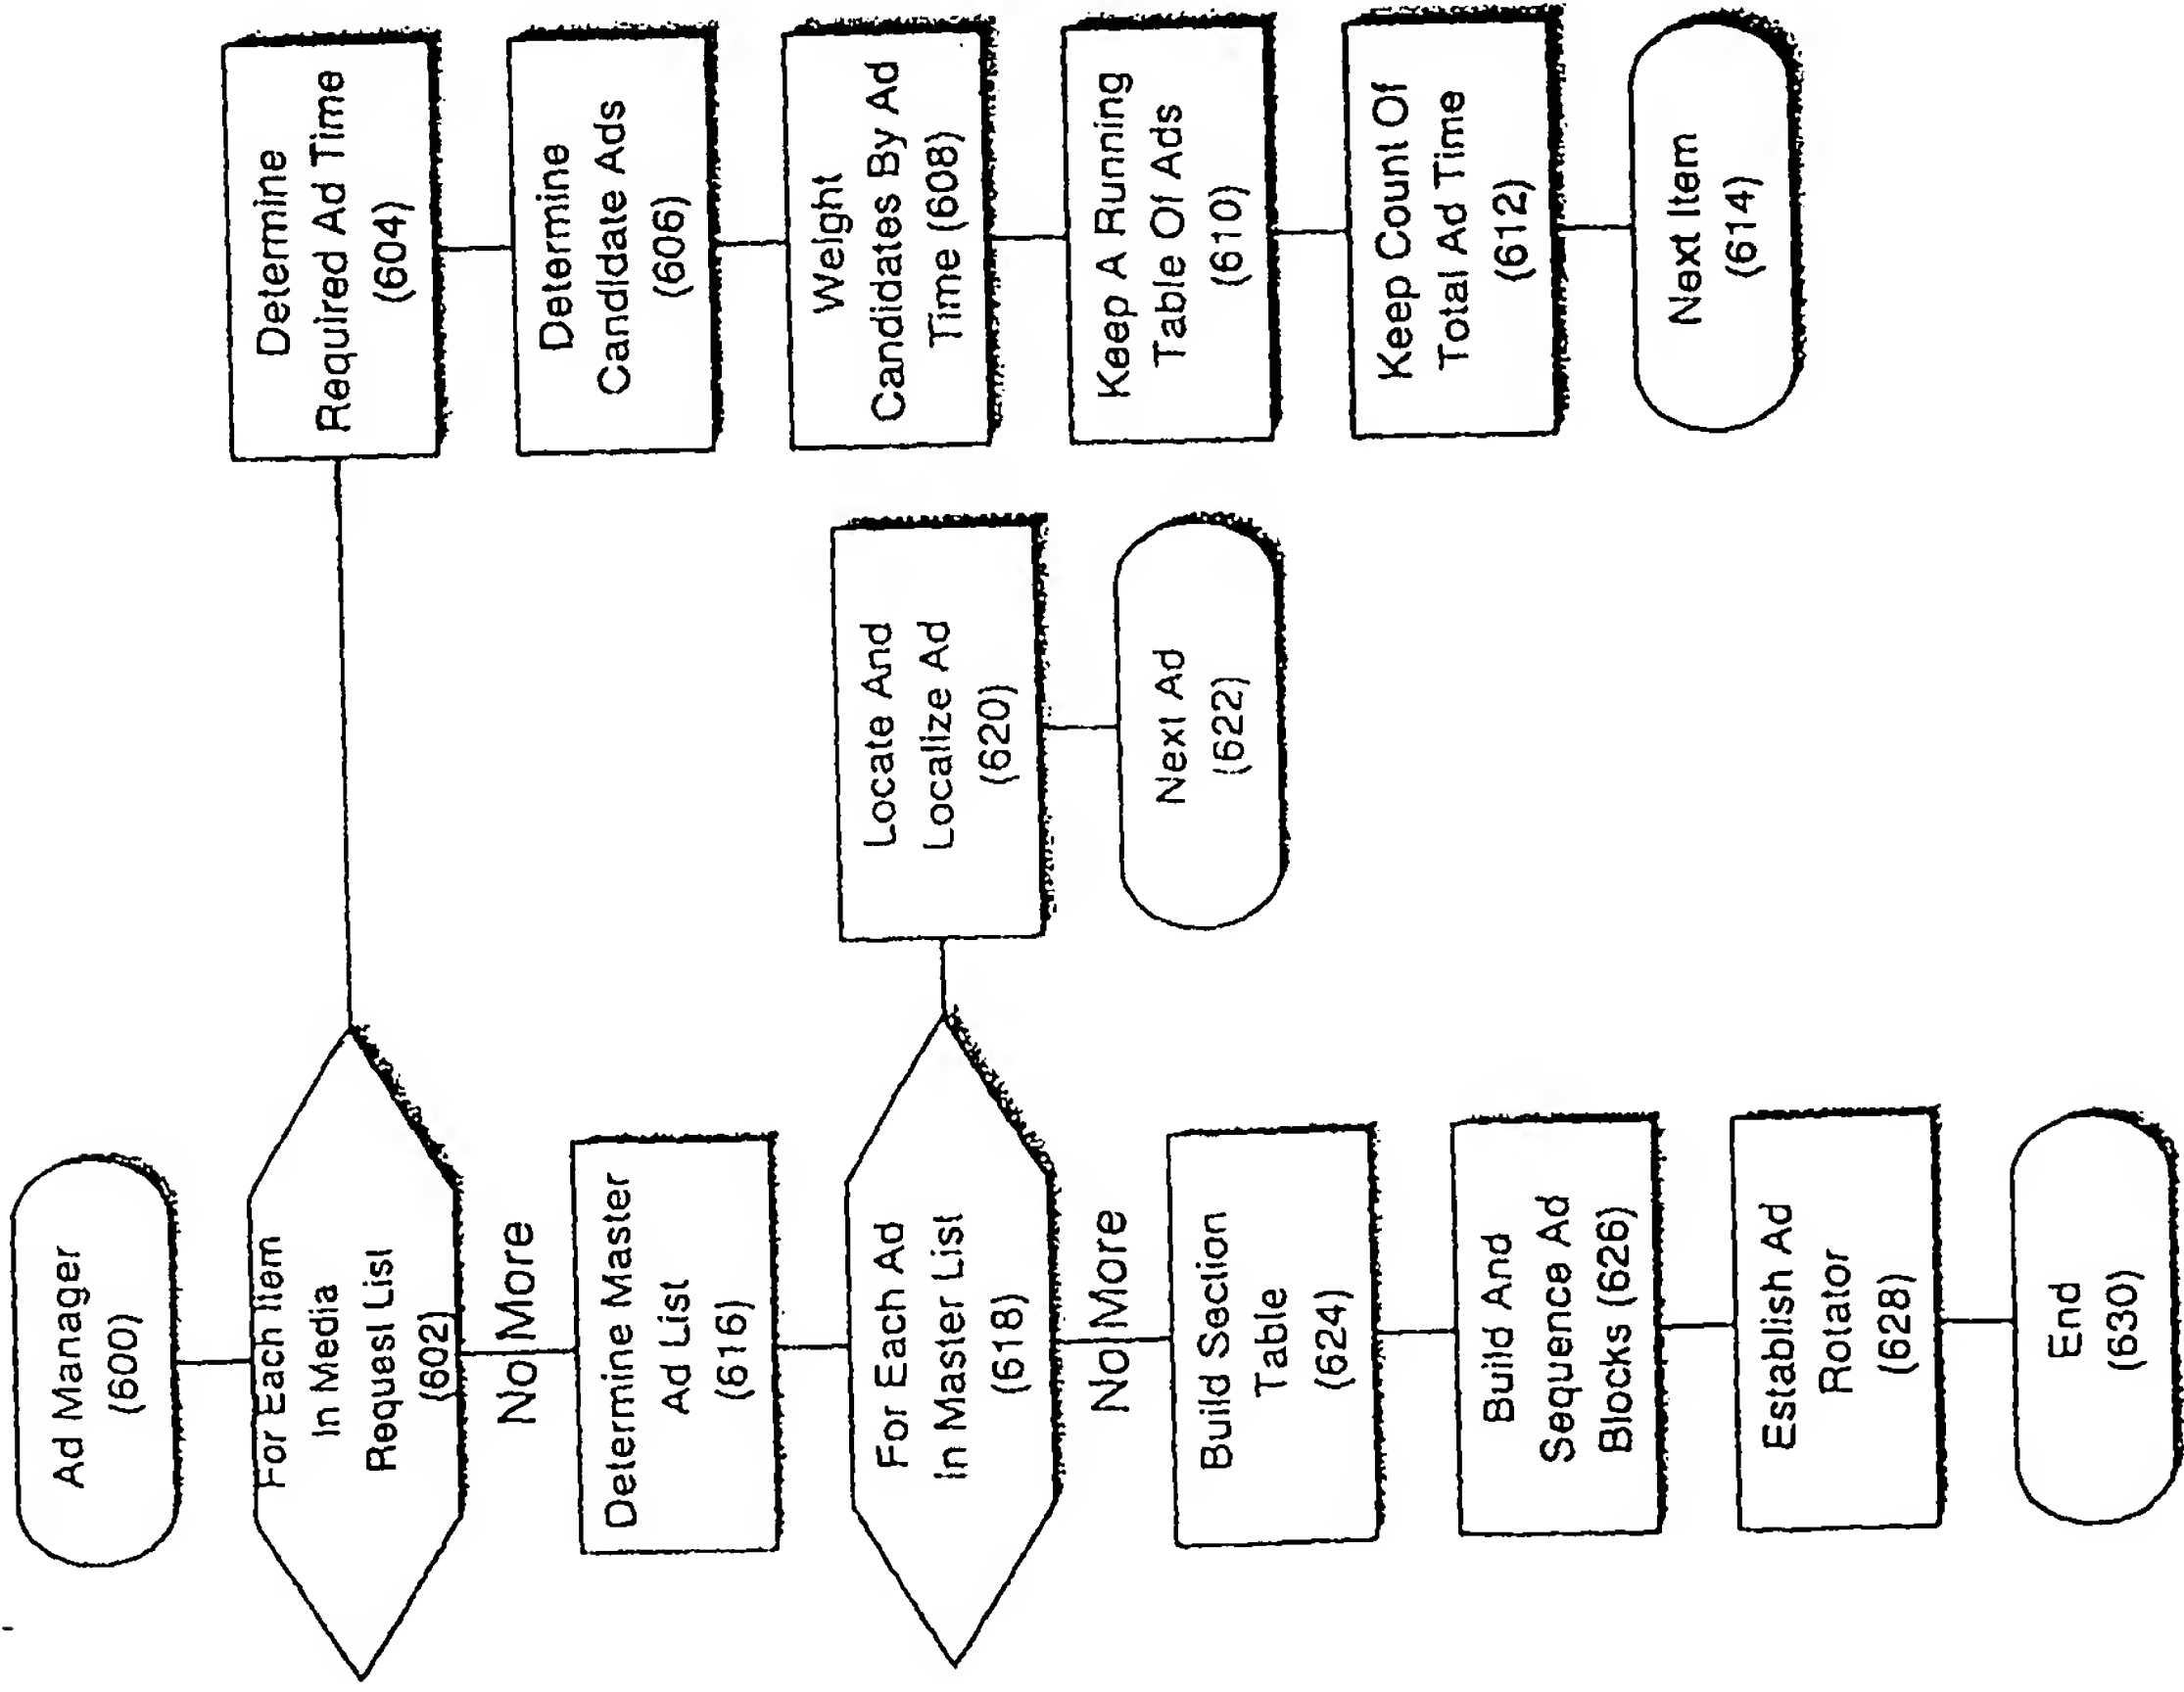 Ad Manager
(600)
For Each Item
In Media
Request List
(602)
No More
Determine Master
Ad List
(616)
For Each Ad
In Master List
(618)
No More
Build Section
Table
(624)
Build And
Sequence Ad
Blocks (626)
Establish Ad
Rotator
(628)
End
(630)
Locate And
Localize Ad
(620)
Next Ad
(622)
Determine
Required Ad Time
(604)
Determine
Candidate Ads
(606)
Weight
Candidates By Ad
Time (608)
Keep A Running
Table Of Ads
(610)
Keep Count Of
Total Ad Time
(612)
Next Item
(614)